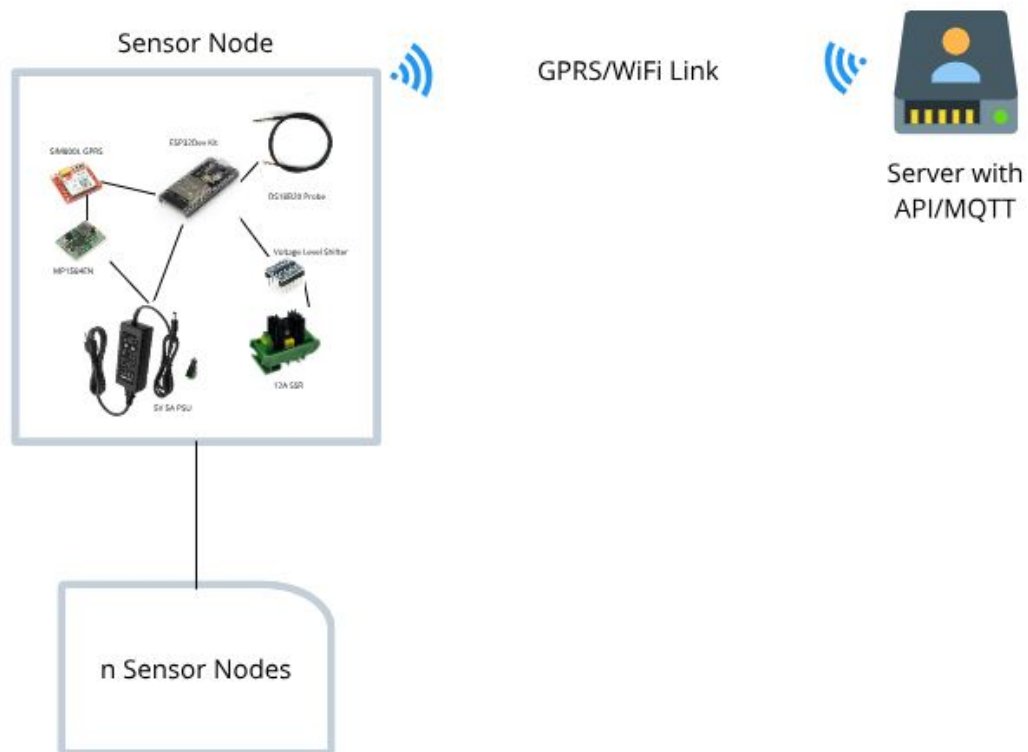 Sensor Node
GPRS/WiFi Link
Server with
API/MQTT
SIM800L GPRS
ESP32Dev Kit
DS18B20 Probe
MP1584EN
Voltage Level Shifter
12A SSR
5V 5A PSU
n Sensor Nodes